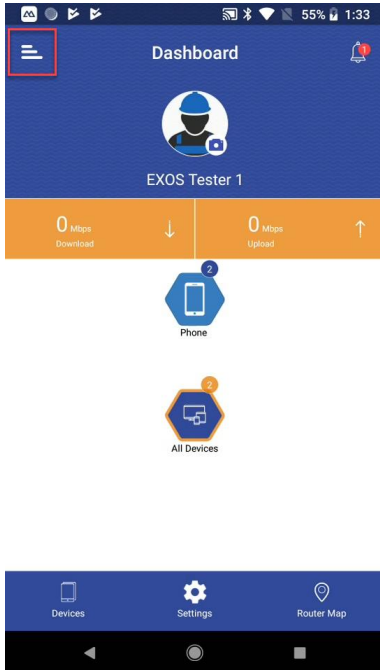 55% 1:33
Dashboard
1
EXOS Tester 1
0 Mbps
Download
0 Mbps
Upload
2
Phone
2
All Devices
Devices
Settings
Router Map